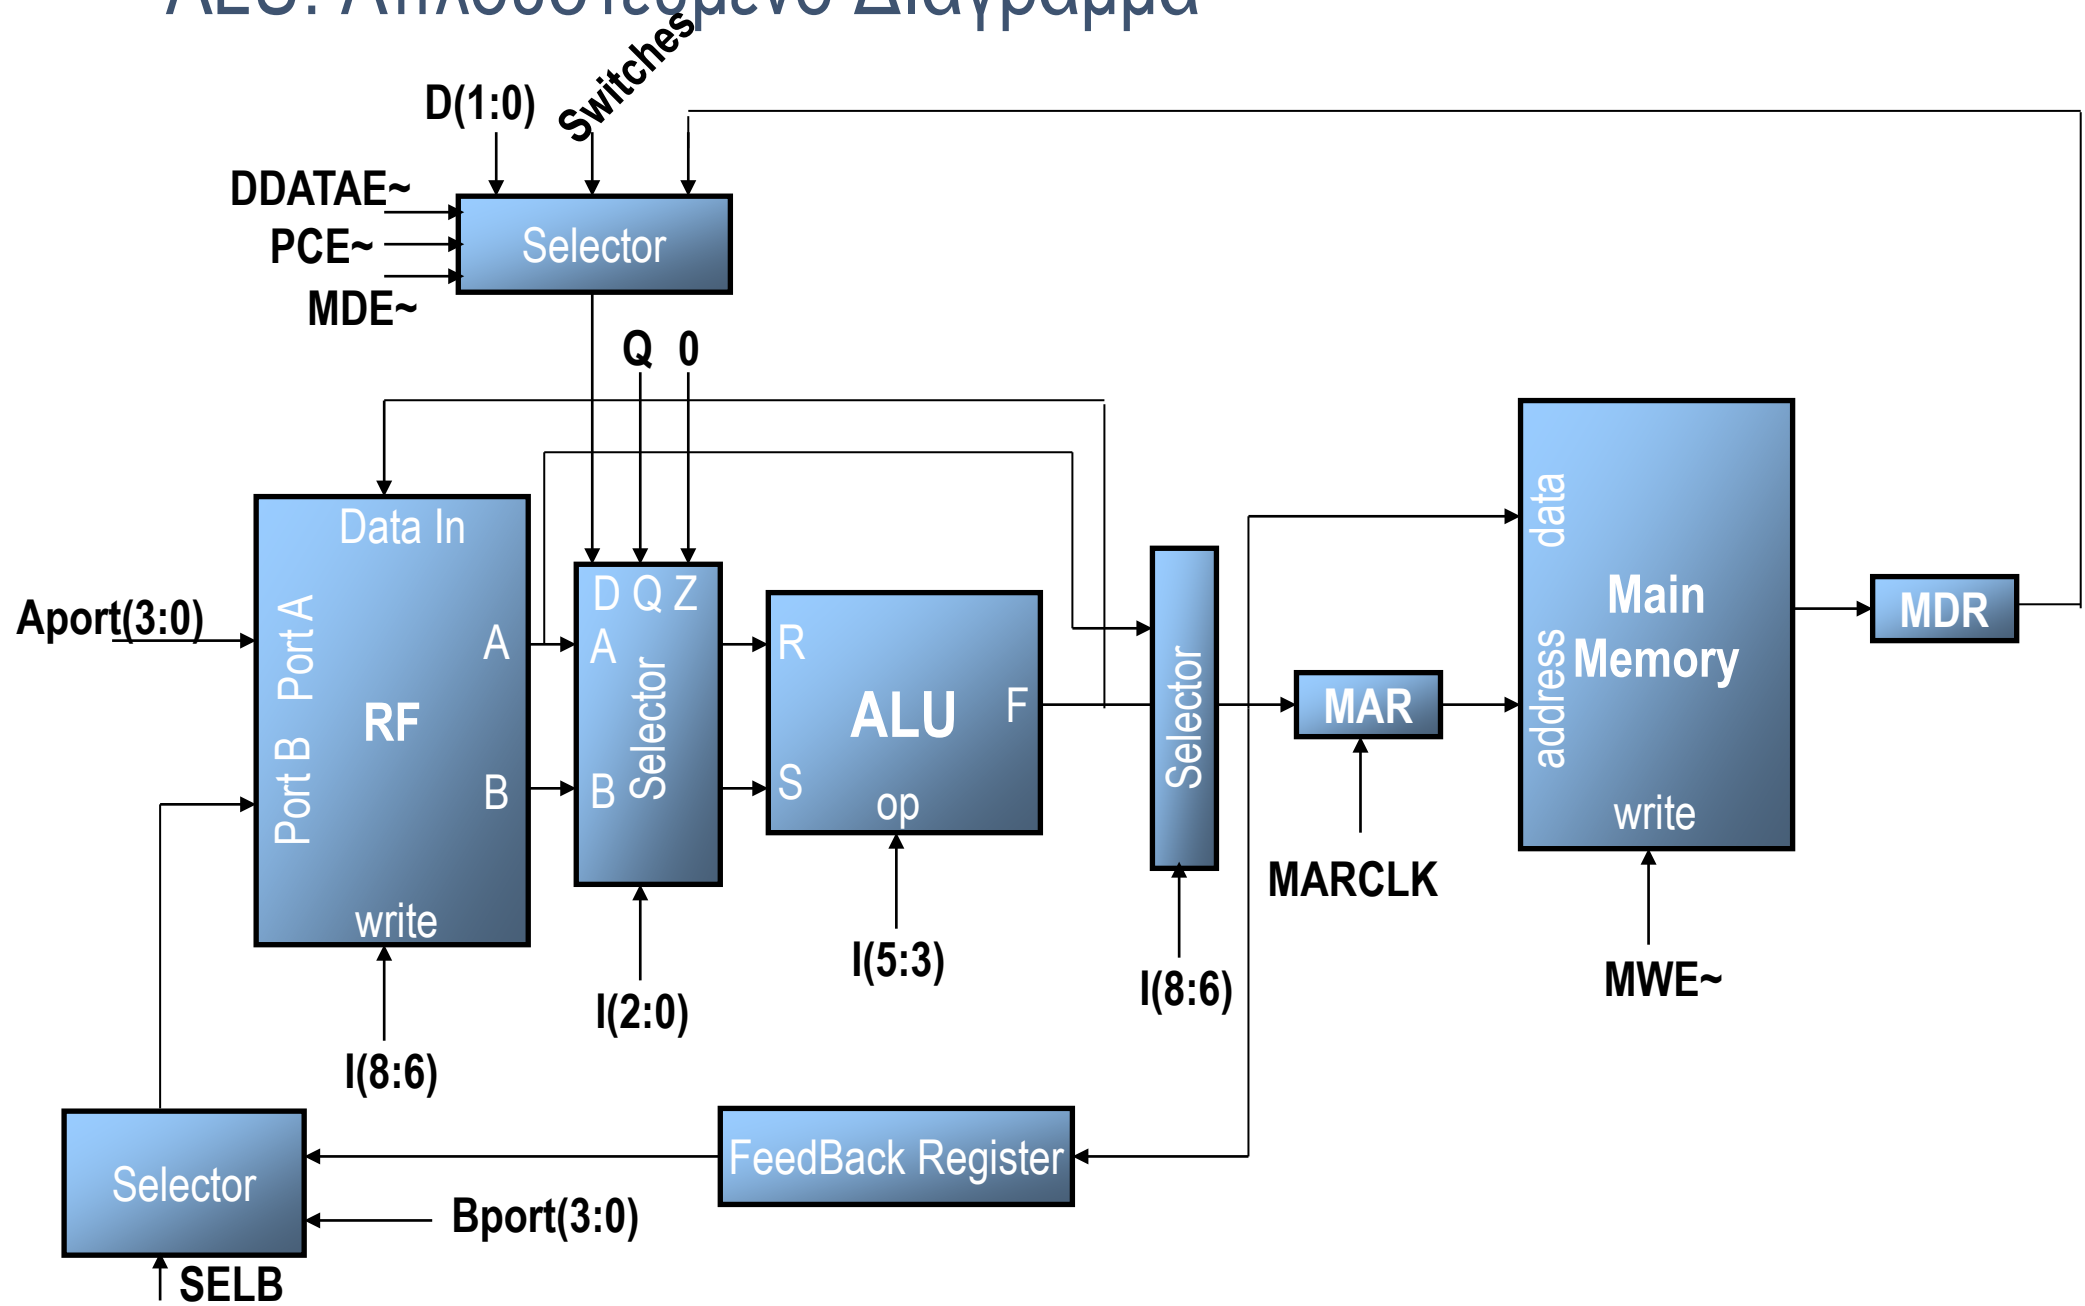 Διάγραμμα
Switches
D(1:0)
DDATAE~
PCE~
MDE~
Selector
Q 0
Data In
D Q Z
Aport(3:0)
Port A
Port B
RF
A
B
write
A
B
Selector
R
S
ALU
F
op
Selector
MAR
data
address
Main
Memory
write
MDR
MARCLK
MWE~
I(5:3)
I(8:6)
I(2:0)
I(8:6)
Selector
FeedBack Register
Bport(3:0)
SELB